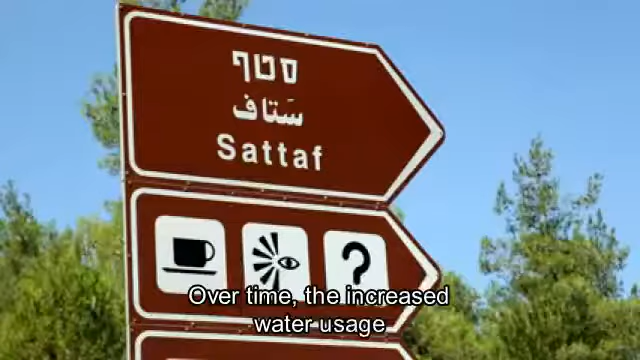 סטף
سَتاف
Sattaf
?
Over time, the increased
water usage